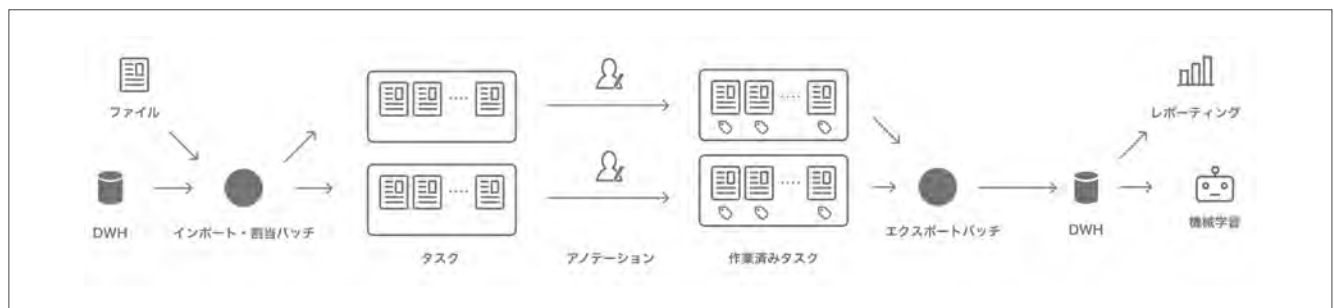 ファイル
レポーティング
DWH
インポート・割当バッチ
エクスポートバッチ
DWH
機械学習
タスク
アノテーション
作業済みタスク